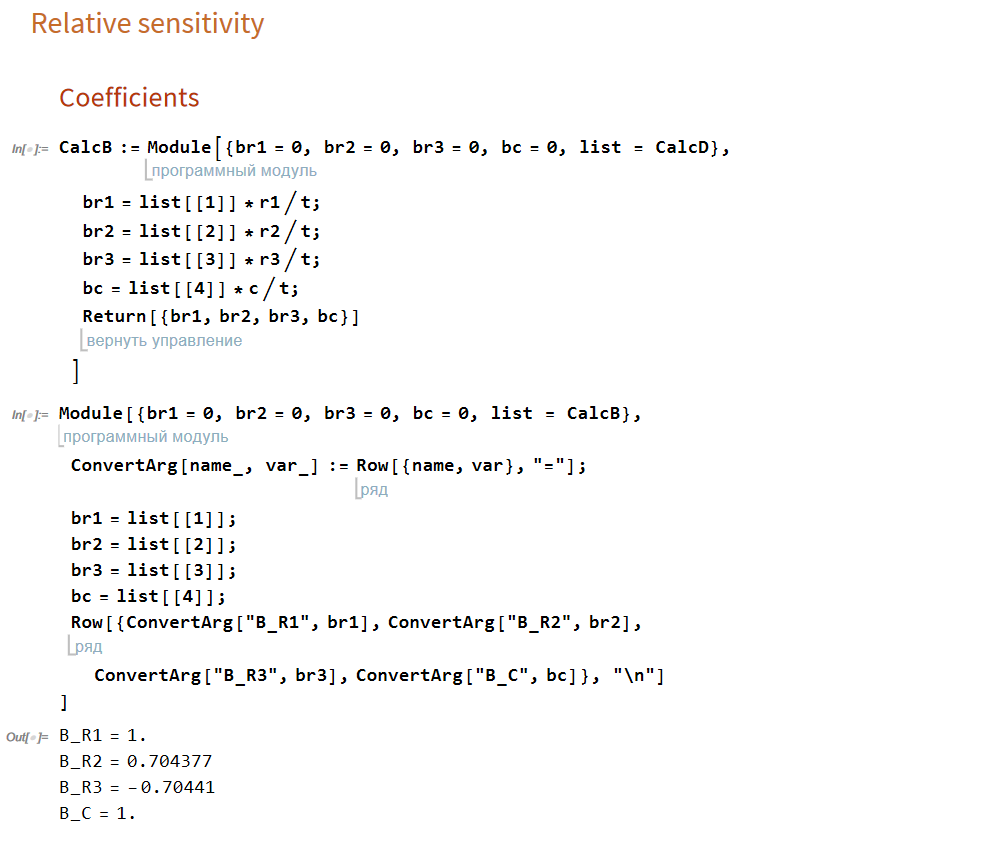 Relative sensitivity
Coefficients
In[◦]:= CalcB := Module[{br1 = 0, br2 = 0, br3 = 0, bc = 0, list = CalcD},
программный модуль
br1 = list[[1]] * r1 / t;
br2 = list[[2]] * r2 / t;
br3 = list[[3]] * r3 / t;
bc = list[[4]] * c / t;
Return[{br1, br2, br3, bc}]
вернуть управление
]
In[◦]:= Module[{br1 = 0, br2 = 0, br3 = 0, bc = 0, list = CalcB},
программный модуль
ConvertArg[name_, var_] := Row[{name, var}, "="];
ряд
br1 = list[[1]];
br2 = list[[2]];
br3 = list[[3]];
bc = list[[4]];
Row[{ConvertArg["B_R1", br1], ConvertArg["B_R2", br2],
ряд
ConvertArg["B_R3", br3], ConvertArg["B_C", bc]}, "\n"]
]
Out[◦]= B_R1 = 1.
B_R2 = 0.704377
B_R3 = -0.70441
B_C = 1.